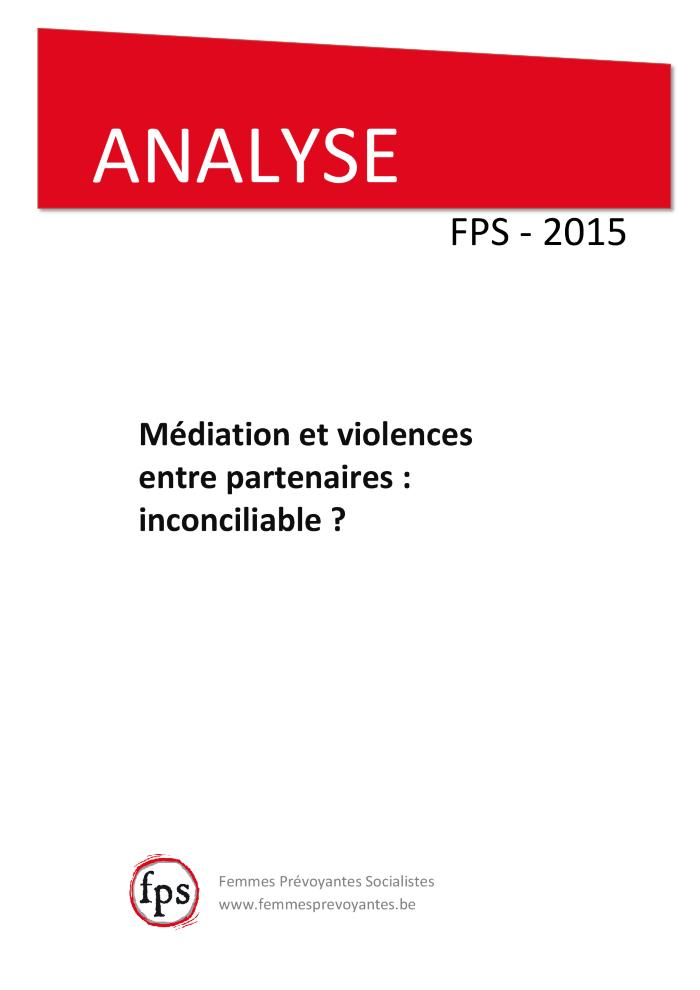 ANALYSE
FPS - 2015
Médiation et violences
entre partenaires :
inconciliable ?
fps
Femmes Prévoyantes Socialistes
www.femmesprevoyantes.be